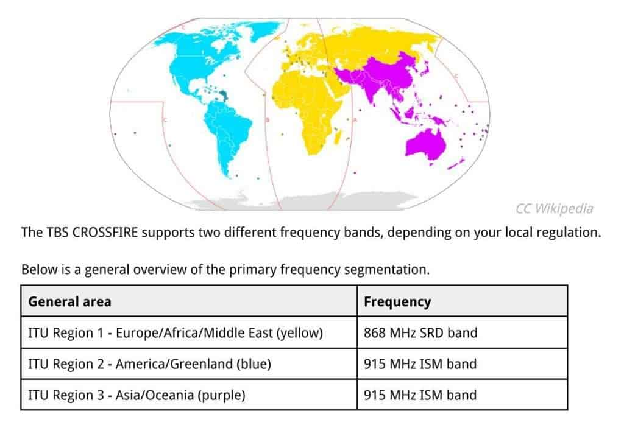 CC Wikipedia
The TBS CROSSFIRE supports two different frequency bands, depending on your local regulation.
Below is a general overview of the primary frequency segmentation.
General area Frequency
ITU Region 1 - Europe/Africa/Middle East (yellow) 868 MHz SRD band
ITU Region 2 - America/Greenland (blue) 915 MHz ISM band
ITU Region 3 - Asia/Oceania (purple) 915 MHz ISM band